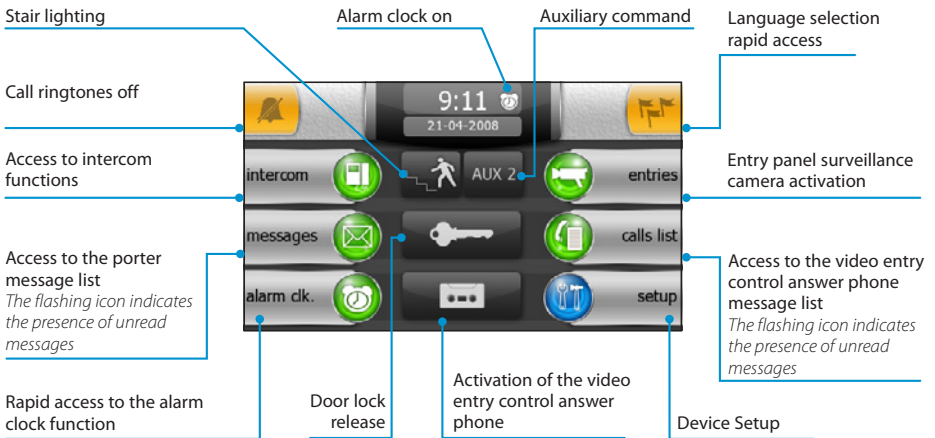 Stair lighting
Alarm clock on
Auxiliary command
Language selection
rapid access
Call ringtones off
9:11
21-04-2008
Access to intercom
functions
intercom
AUX 2
entries
Entry panel surveillance
camera activation
messages
calls list
Access to the porter
message list
The flashing icon indicates
the presence of unread
messages
alarm clk.
setup
Access to the video entry
control answer phone
message list
The flashing icon indicates
the presence of unread
messages
Rapid access to the alarm
clock function
Door lock
release
Activation of the video
entry control answer
phone
Device Setup